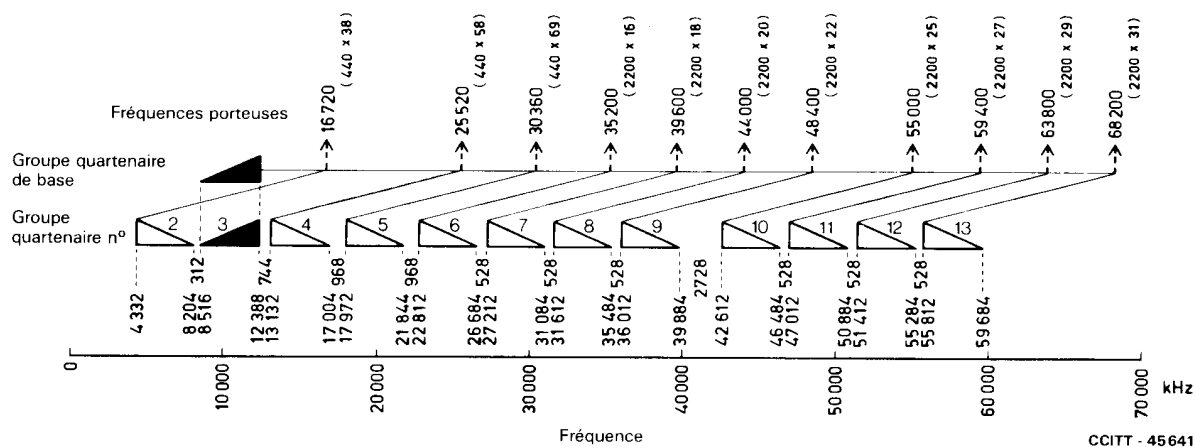 Fréquences porteuses
16 720 (440 x 38)
25 520 (440 x 58)
30 360 (440 x 69)
35 200 (2200 x 16)
39 600 (2200 x 18)
44 000 (2200 x 20)
48 400 (2200 x 22)
55 000 (2200 x 25)
59 400 (2200 x 27)
63 800 (2200 x 29)
68 200 (2200 x 31)
Groupe quartenaire
de base
Groupe
quartenaire nº
2
3
4
5
6
7
8
9
10
11
12
13
4 332
8 204
312
8 516
12 388
744
13 132
17 004
968
17 972
21 844
968
22 812
26 684
528
27 212
31 084
528
31 612
35 484
528
36 012
39 884
2728
42 612
46 484
528
47 012
50 884
528
51 412
55 284
528
55 812
59 684
0
10 000
20 000
30 000
40 000
50 000
60 000
70 000
kHz
Fréquence
CCITT - 45641